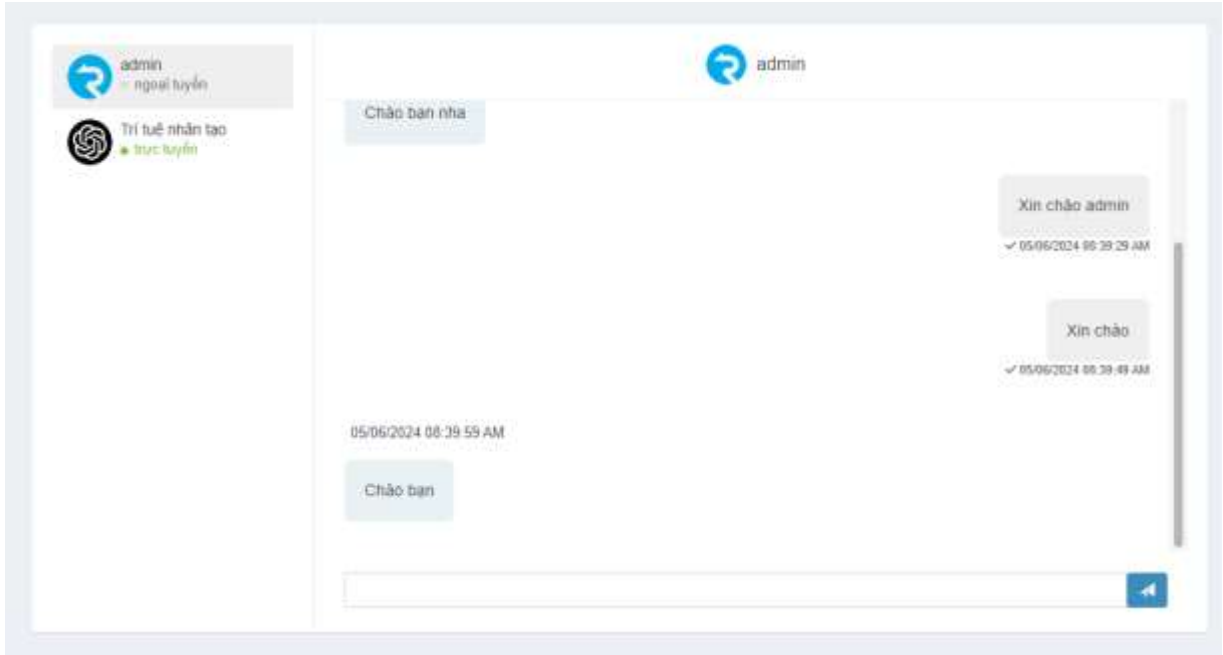 admin
ngoại tuyến
Trí tuệ nhân tạo
trực tuyến
admin
Chào bạn nha
Xin chào admin
05/06/2024 08:39:29 AM
Xin chào
05/06/2024 08:39:49 AM
05/06/2024 08:39:59 AM
Chào bạn